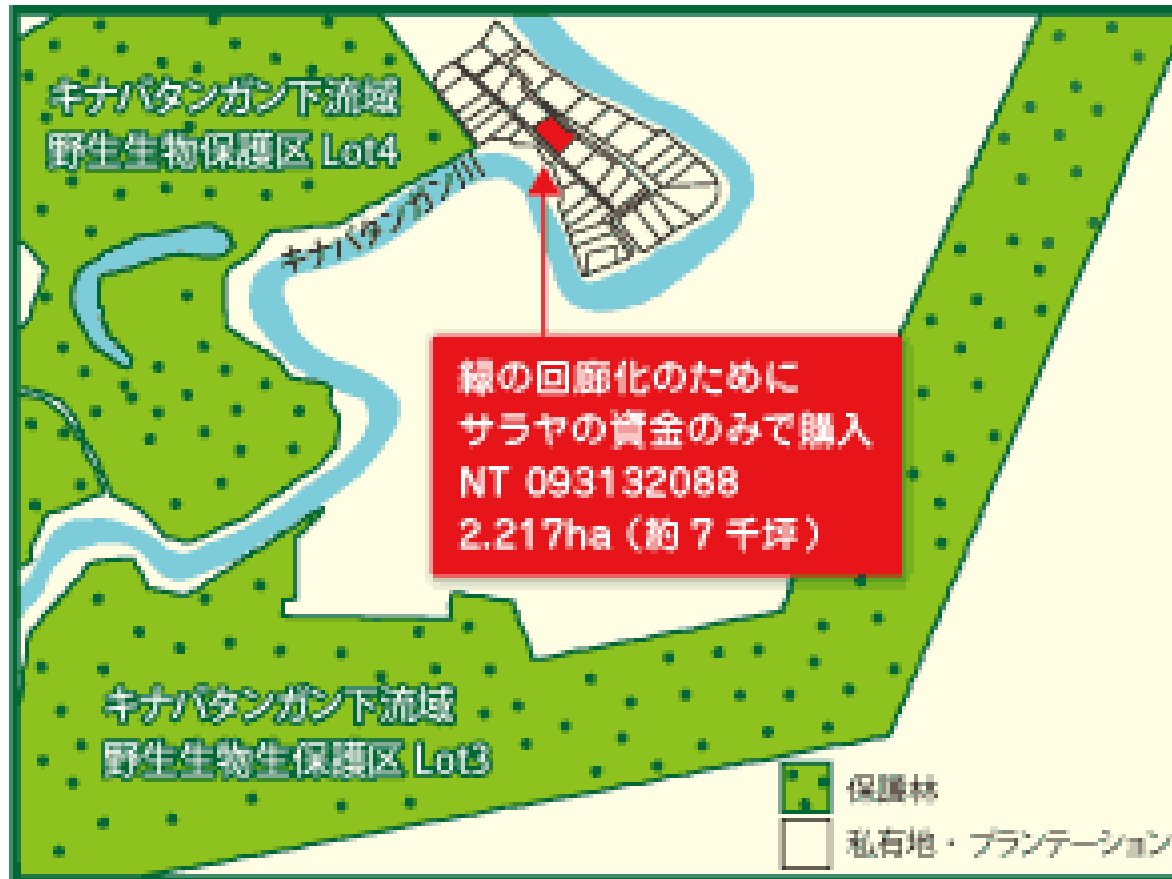 キナバタンガン下流域
野生生物保護区 Lot4
キナバタンガン川
緑の回廊化のために
サラヤの資金のみで購入
NT 093132088
2.217ha（約7千坪）
キナバタンガン下流域
野生生物生保護区 Lot3
保護林
私有地・プランテーション